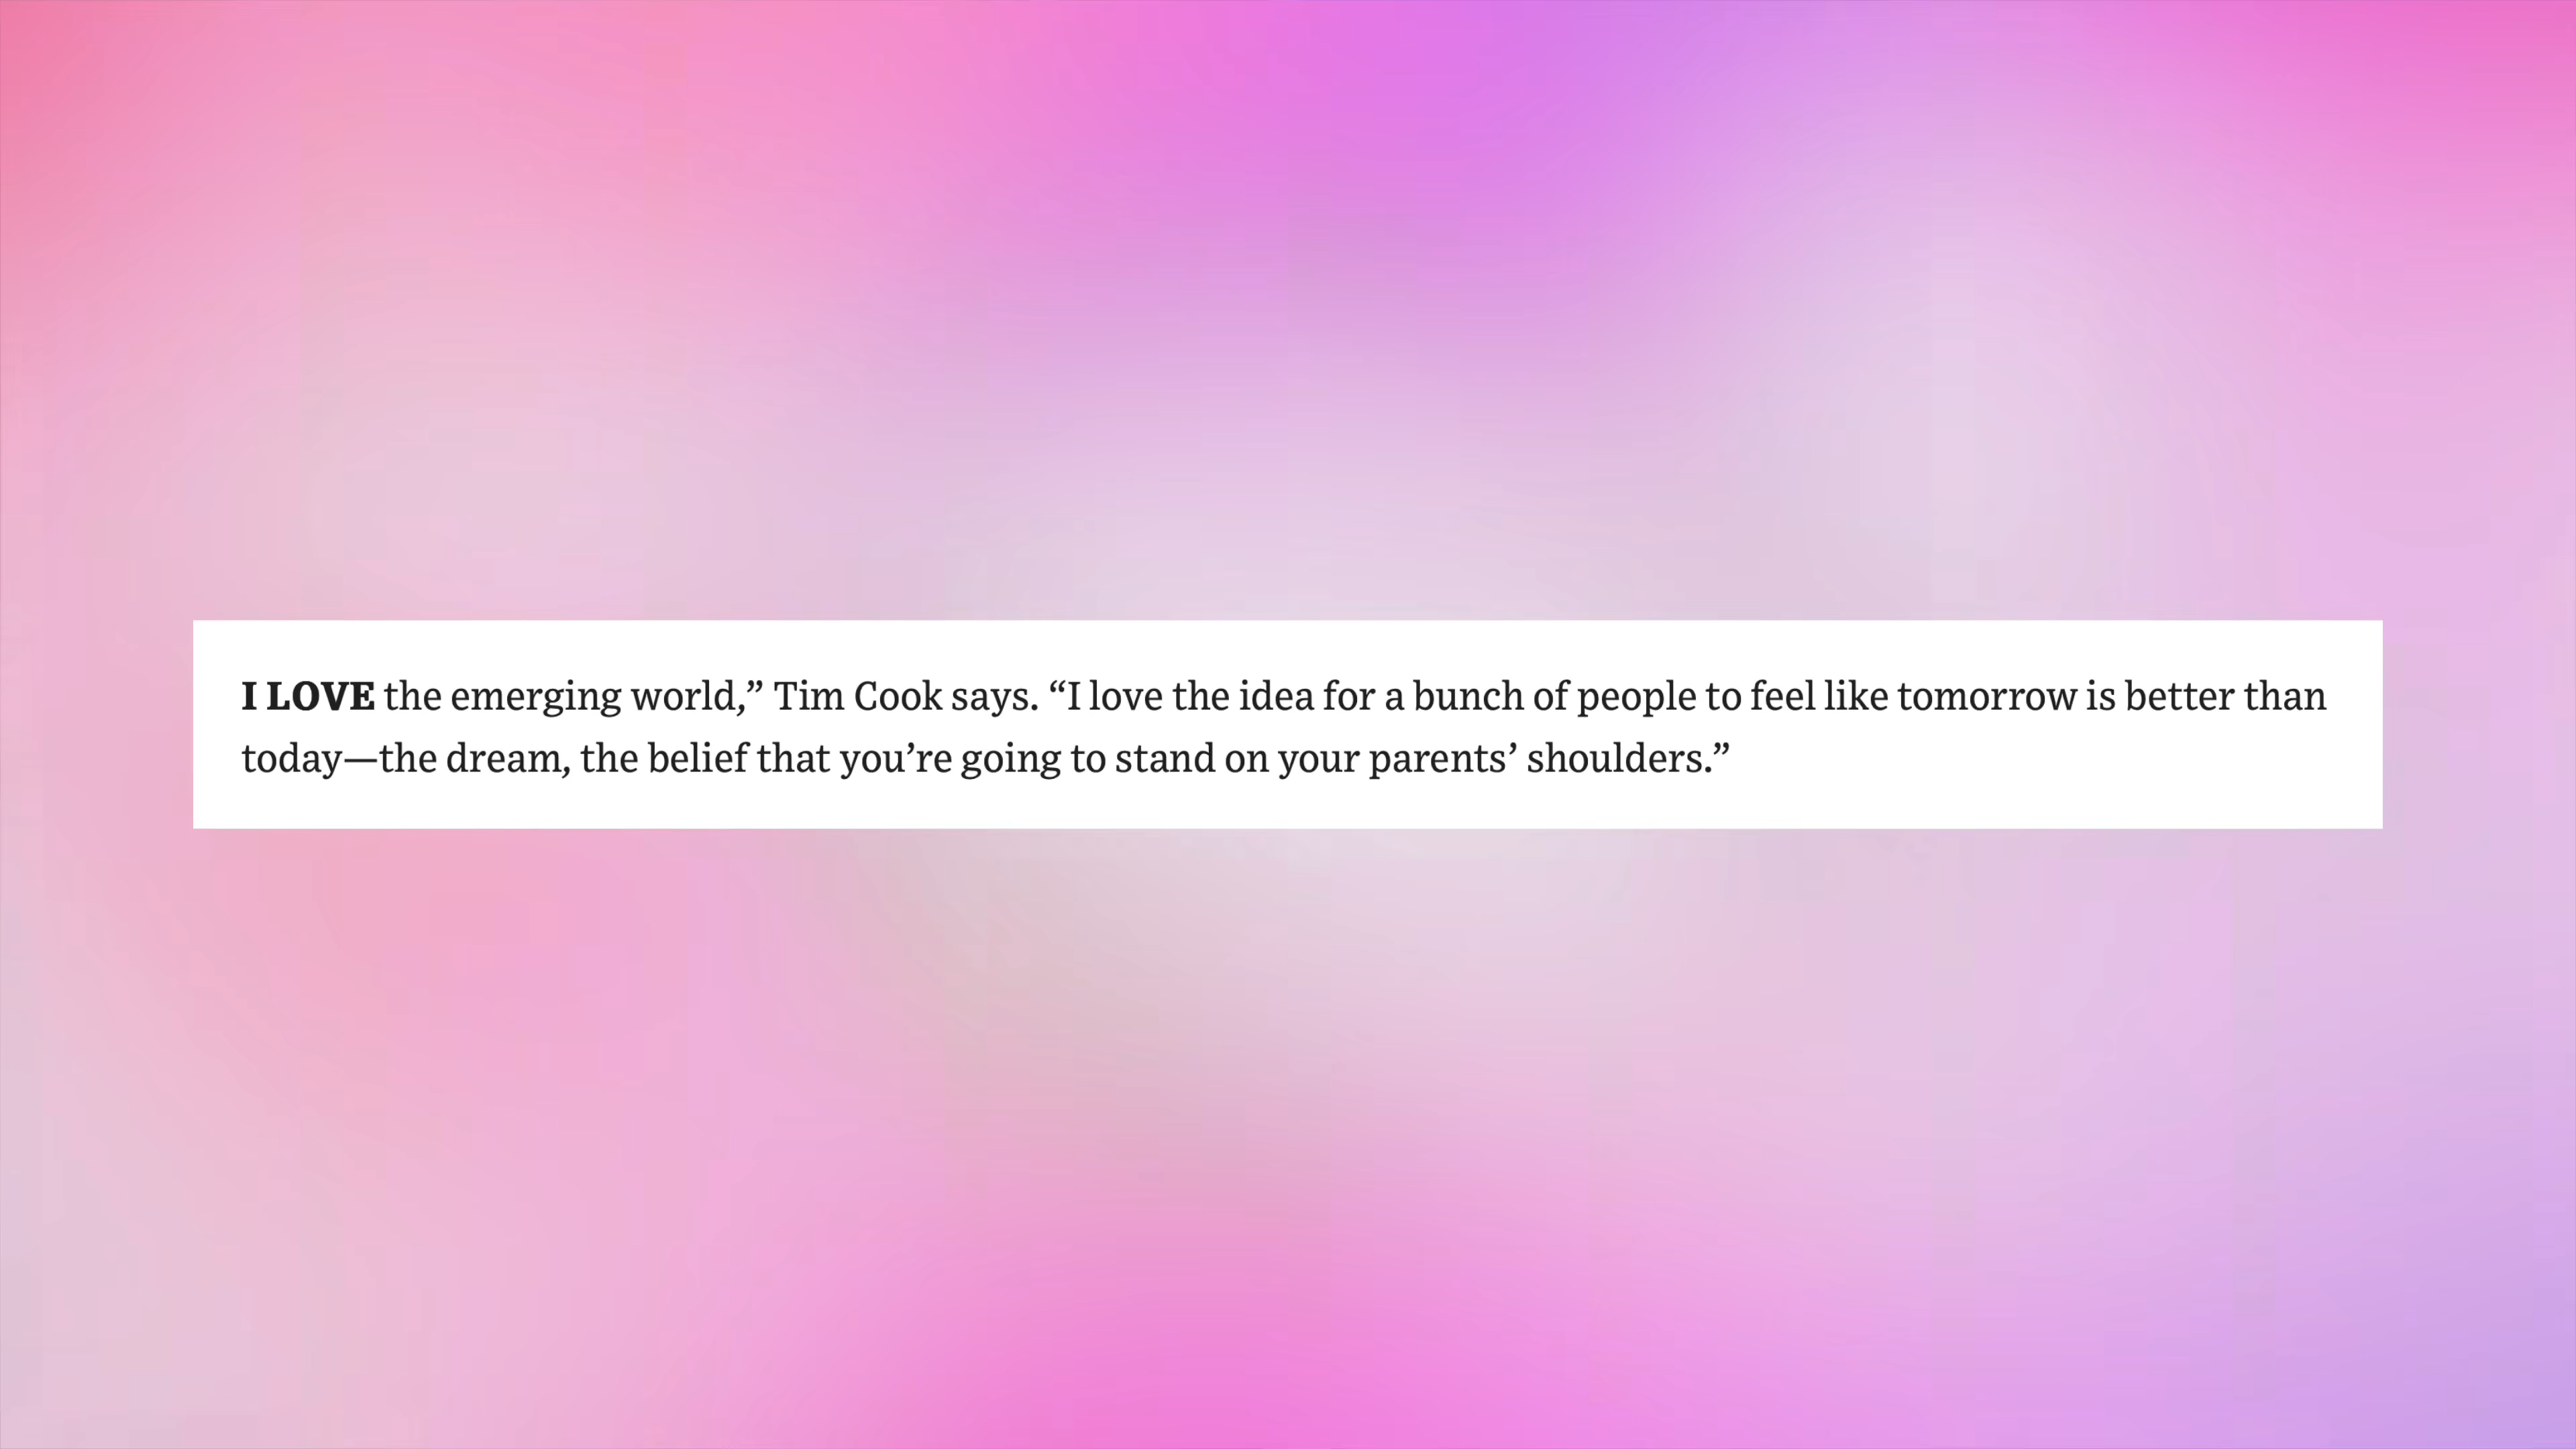 I LOVE the emerging world,” Tim Cook says. “I love the idea for a bunch of people to feel like tomorrow is better than
today—the dream, the belief that you’re going to stand on your parents’ shoulders.”